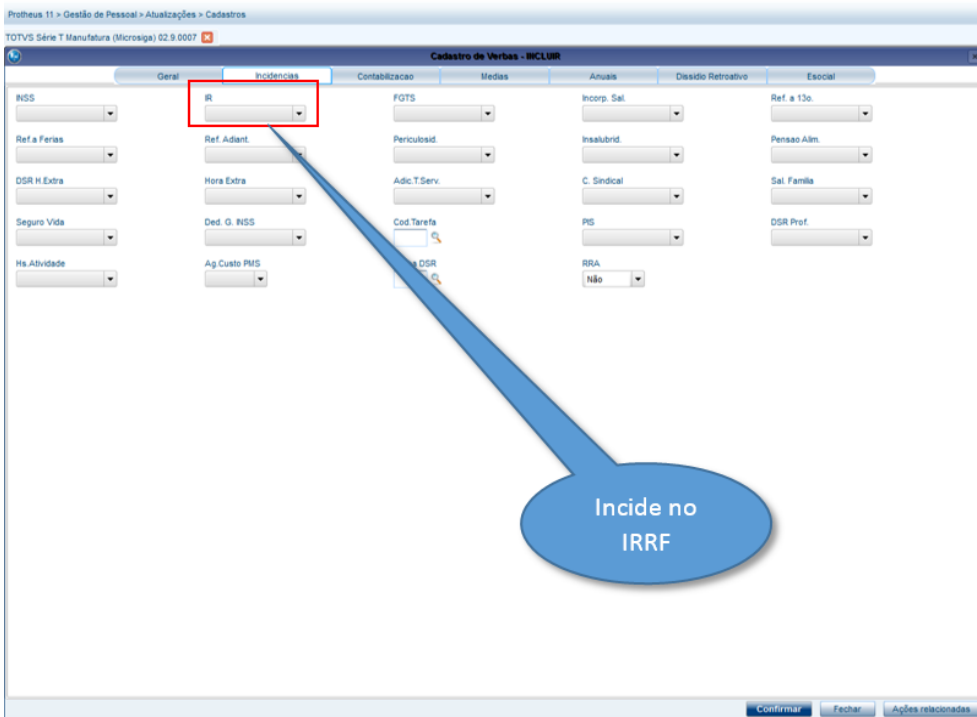 Protheus 11 > Gestão de Pessoal > Atualizações > Cadastros
TOTVS Série T Manufatura (Microsiga) 02.9.0007
Cadastro de Verbas - INCLUIR
Geral Incidencias Contabilizacao Medias Anuais Dissidio Retroativo Esocial
INSS IR FGTS Incorp. Sal. Ref. a 13o.
Ref.a Ferias Ref. Adiant. Periculosid. Insalubrid. Pensao Alim.
DSR H.Extra Hora Extra Adic.T.Serv. C. Sindical Sal. Familia
Seguro Vida Ded. G. INSS Cod.Tarefa PIS DSR Prof.
Hs.Atividade Ag.Custo PMS DSR RRA
Não
Incide no
IRRF
Confirmar Fechar Ações relacionadas